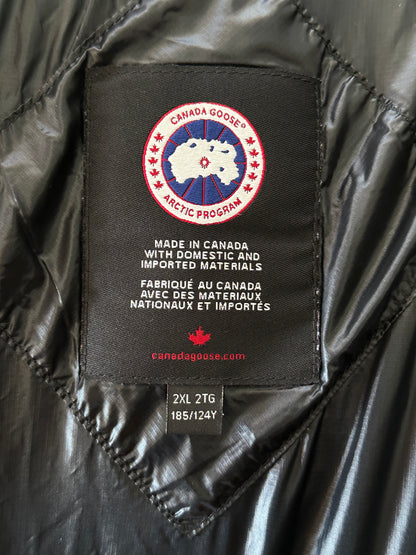 CANADA GOOSE®
ARCTIC PROGRAM
MADE IN CANADA
WITH DOMESTIC AND
IMPORTED MATERIALS
FABRIQUÉ AU CANADA
AVEC DES MATERIAUX
NATIONAUX ET IMPORTÉS
canadagoose.com
2XL 2TG
185/124Y